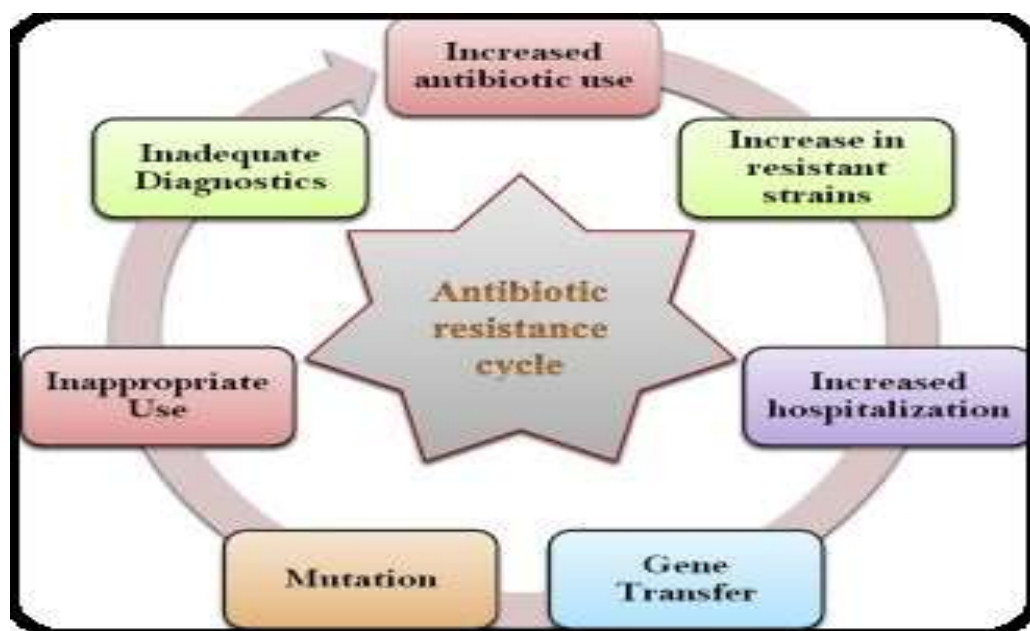 Increased
antibiotic use
Increase in
resistant
strains
Increased
hospitalization
Gene
Transfer
Mutation
Inappropriate
Use
Inadequate
Diagnostics
Antibiotic
resistance
cycle